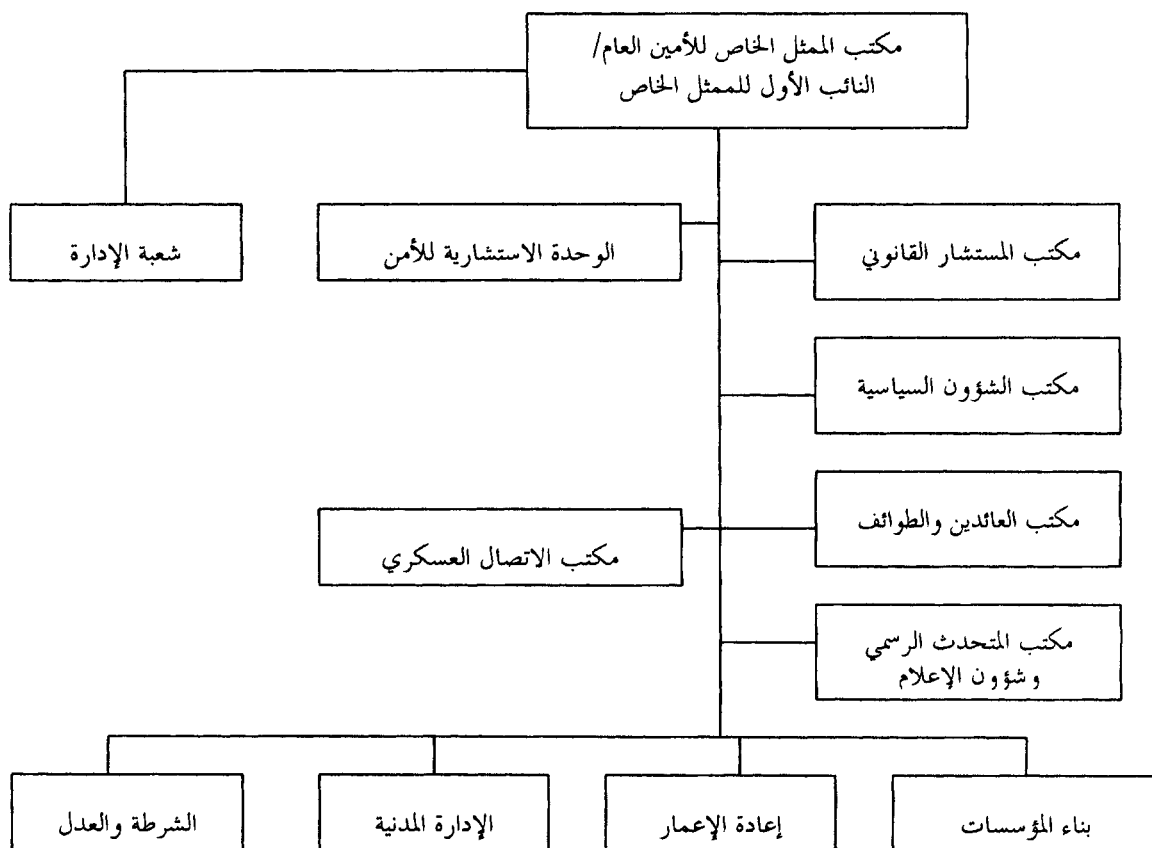 مكتب الممثل الخاص للأمين العام/
النائب الأول للممثل الخاص
مكتب المستشار القانوني
الوحدة الاستشارية للأمن
شعبة الإدارة
مكتب الشؤون السياسية
مكتب العائدين والطوائف
مكتب الاتصال العسكري
مكتب المتحدث الرسمي
وشؤون الإعلام
بناء المؤسسات
إعادة الإعمار
الإدارة المدنية
الشرطة والعدل